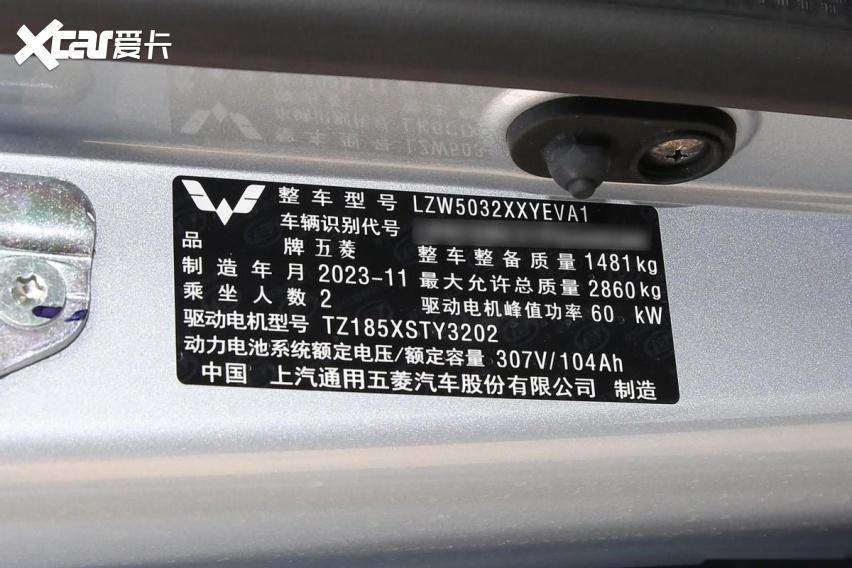 Xcar爱卡
整车型号 LZW5032XXYEVA1
车辆识别代号
品牌 五菱 整车整备质量 1481kg
制造年月 2023-11 最大允许总质量 2860kg
乘坐人数 2 驱动电机峰值功率 60 kW
驱动电机型号 TZ185XSTY3202
动力电池系统额定电压/额定容量 307V/104Ah
中国 上汽通用五菱汽车股份有限公司 制造